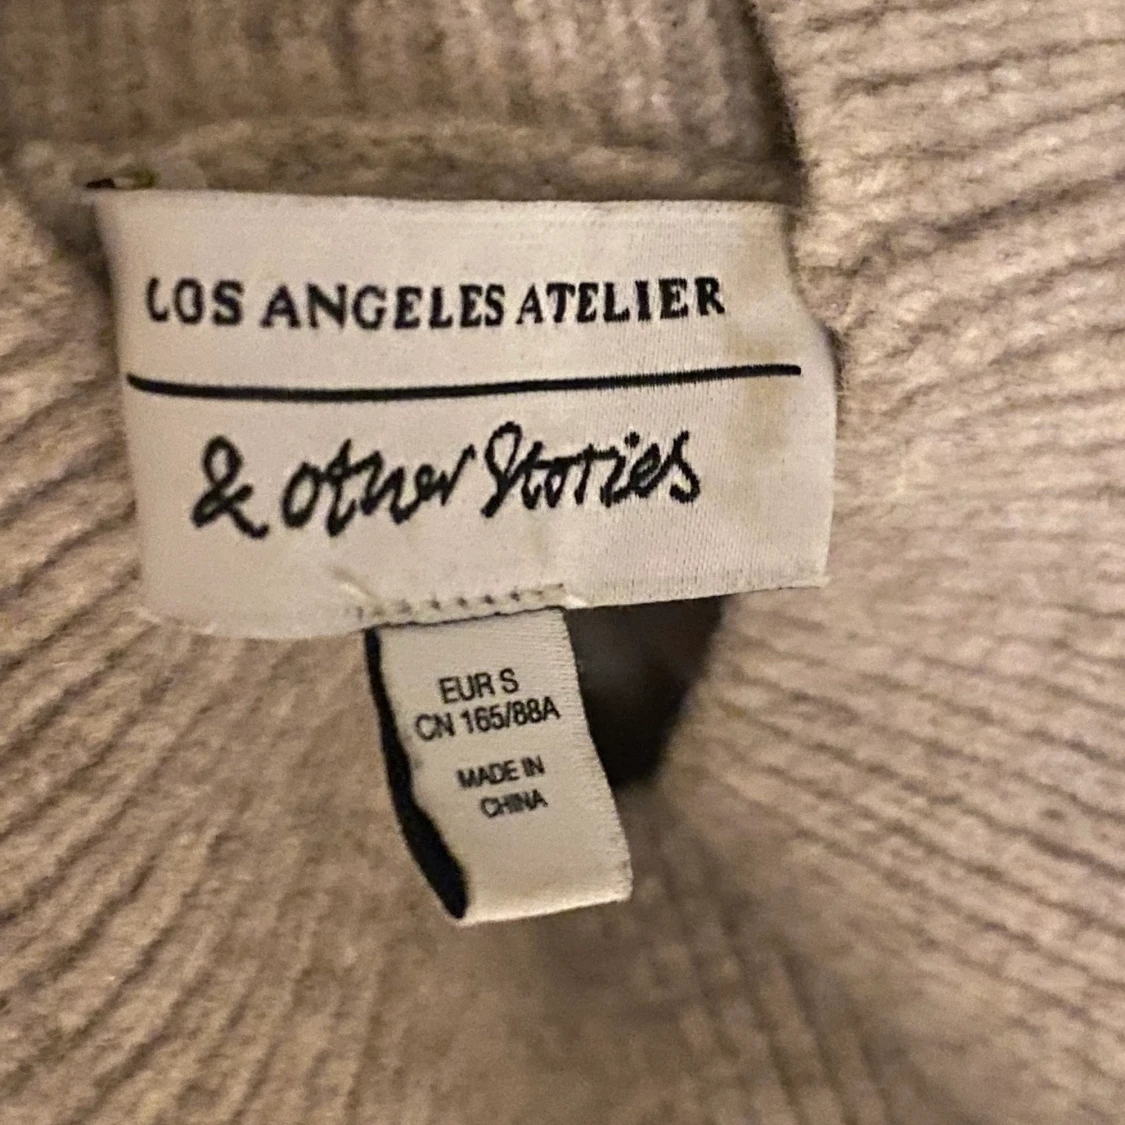 LOS ANGELES ATELIER
& other Stories
EUR S
CN 165/88A
MADE IN
CHINA